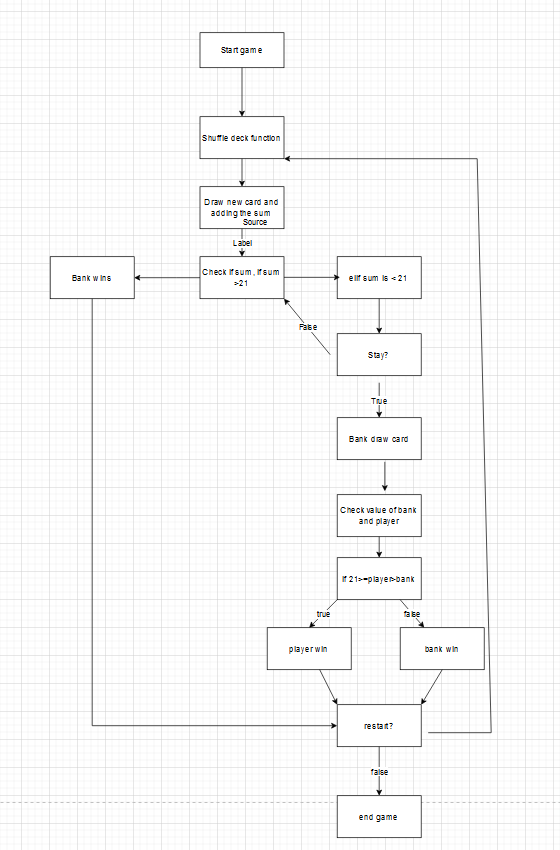 Start game
Shuffle deck function
Draw new card and
adding the sum
Source
Label
Bank wins
Check if sum , if sum
>21
elif sum is < 21
False
Stay?
True
Bank draw card
Check value of bank
and player
If 21>=player>bank
true
false
player win
bank win
restart?
false
end game